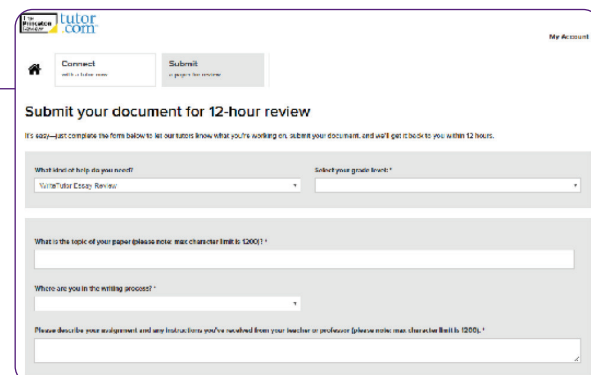 The
Princeton
Review
tutor
.com
My Account
Connect
with a tutor now
Submit
a paper for review
Submit your document for 12-hour review
It's easy—just complete the form below to let our tutors know what you're working on, submit your document, and we'll get it back to you within 12 hours.
What kind of help do you need?
Select your grade level: *
WriteTutor Essay Review
What is the topic of your paper (please note: max character limit is 1200)? *
Where are you in the writing process? *
Please describe your assignment and any instructions you've received from your teacher or professor (please note: max character limit is 1200). *